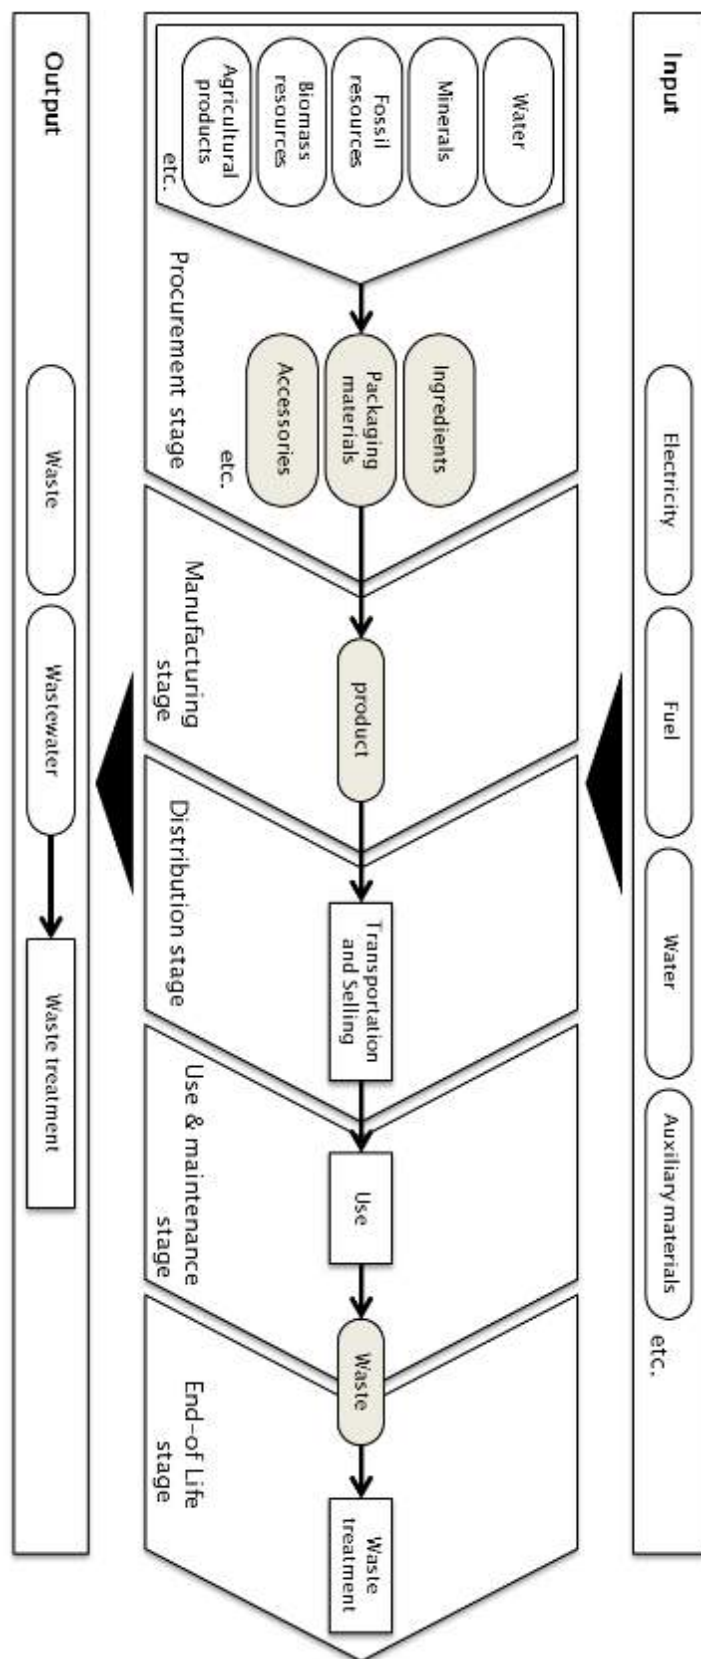 Input
Electricity
Fuel
Water
Auxiliary materials
etc.
Water
Minerals
Fossil
resources
Biomass
resources
Agricultural
products
etc.
Procurement stage
Ingredients
Packaging
materials
Accessories
etc.
Manufacturing
stage
product
Distribution stage
Transportation
and Selling
Use & maintenance
stage
Use
End-of Life
stage
Waste
Waste
treatment
Output
Waste
Wastewater
Waste treatment